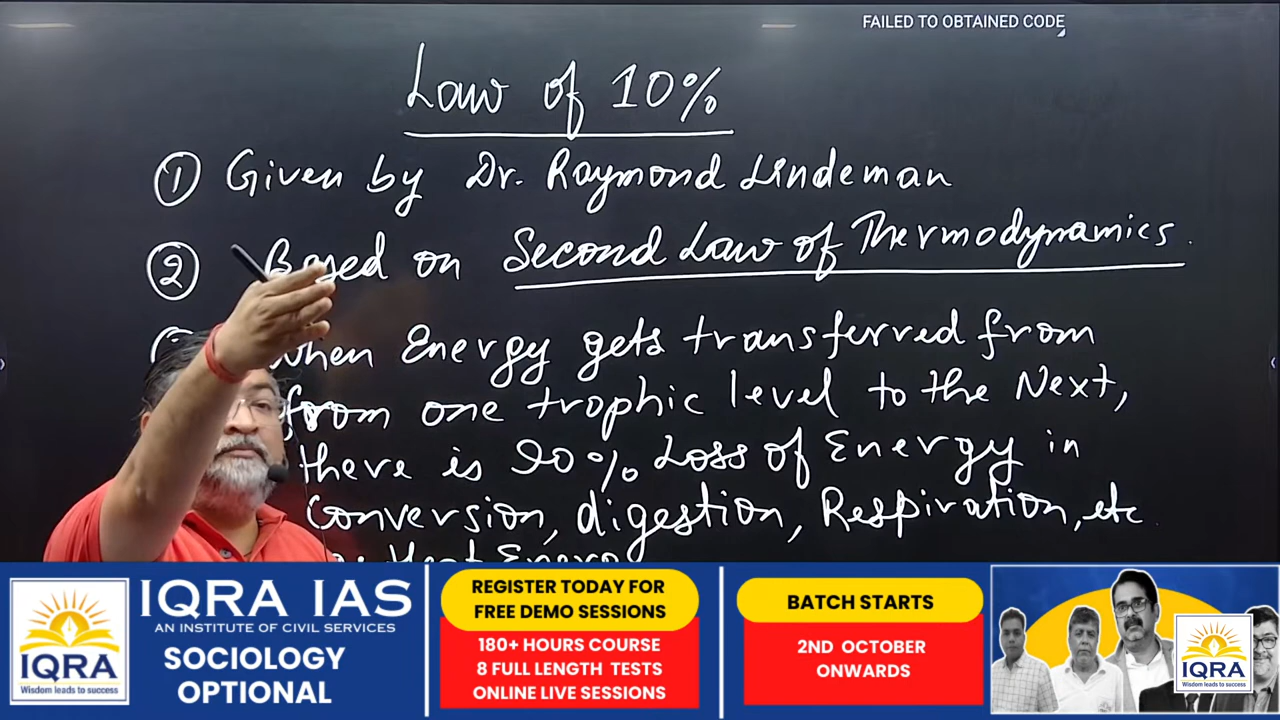 FAILED TO OBTAINED CODE
Law of 10%
① Given by Dr. Raymond Lindeman
② Based on Second Law of Thermodynamics.
When Energy gets transferred from
from one trophic level to the Next,
there is 90% Loss of Energy in
Conversion, digestion, Respiration, etc
Heat Energy
IQRA
Wisdom leads to success
IQRA IAS
AN INSTITUTE OF CIVIL SERVICES
SOCIOLOGY
OPTIONAL
REGISTER TODAY FOR
FREE DEMO SESSIONS
180+ HOURS COURSE
8 FULL LENGTH TESTS
ONLINE LIVE SESSIONS
BATCH STARTS
2ND OCTOBER
ONWARDS
IQRA
Wisdom leads to success